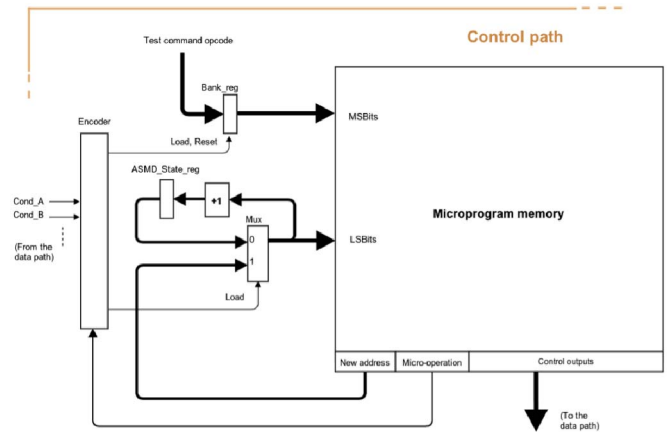 Control path
Test command opcode
Bank_reg
MSBits
Encoder
Load, Reset
ASMD_State_reg
+1
Cond_A
Cond_B
Mux
Microprogram memory
0
LSBits
(From the
data path)
1
Load
New address
Micro-operation
Control outputs
(To the
data path)